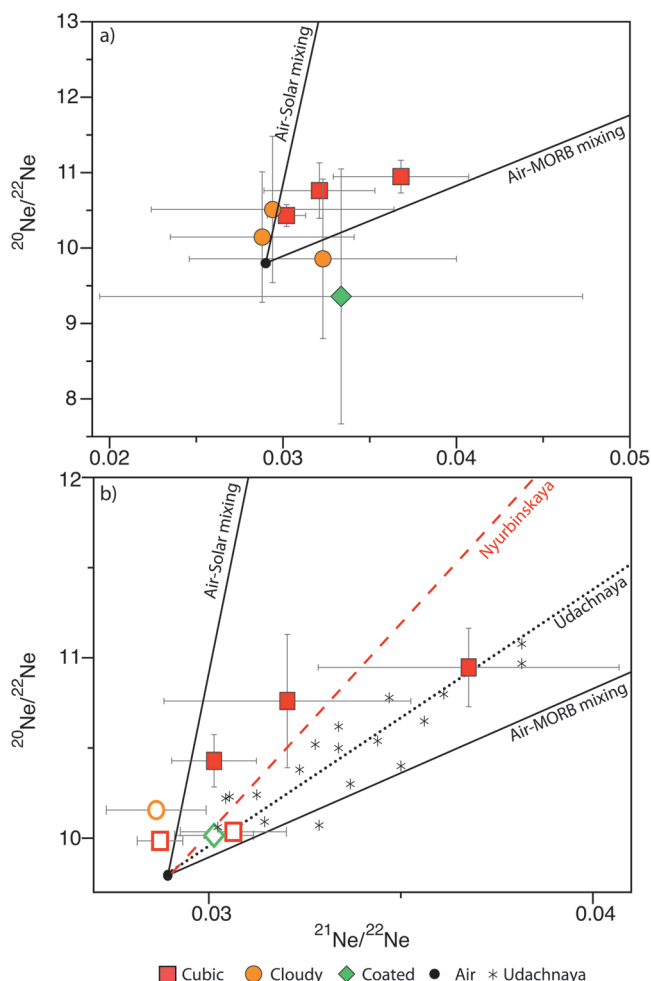 a)
13
12
11
10
9
8
²⁰Ne/²²Ne
Air-Solar mixing
Air-MORB mixing
0.02
0.03
0.04
0.05
b)
12
11
10
²⁰Ne/²²Ne
Air-Solar mixing
Nyurbinskaya
Udachnaya
Air-MORB mixing
0.03
0.04
²¹Ne/²²Ne
Cubic Cloudy Coated Air Udachnaya